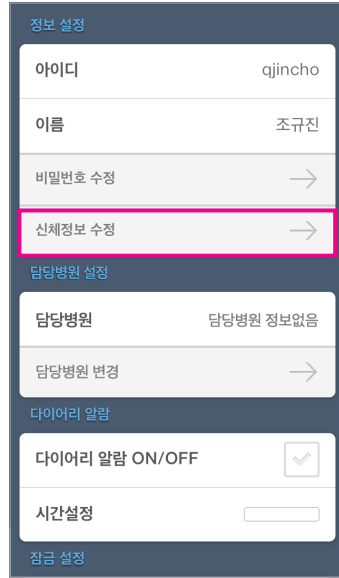 정보 설정
아이디 qjincho
이름 조규진
비밀번호 수정
신체정보 수정
담당병원 설정
담당병원 담당병원 정보없음
담당병원 변경
다이어리 알람
다이어리 알람 ON/OFF
시간설정
잠금 설정